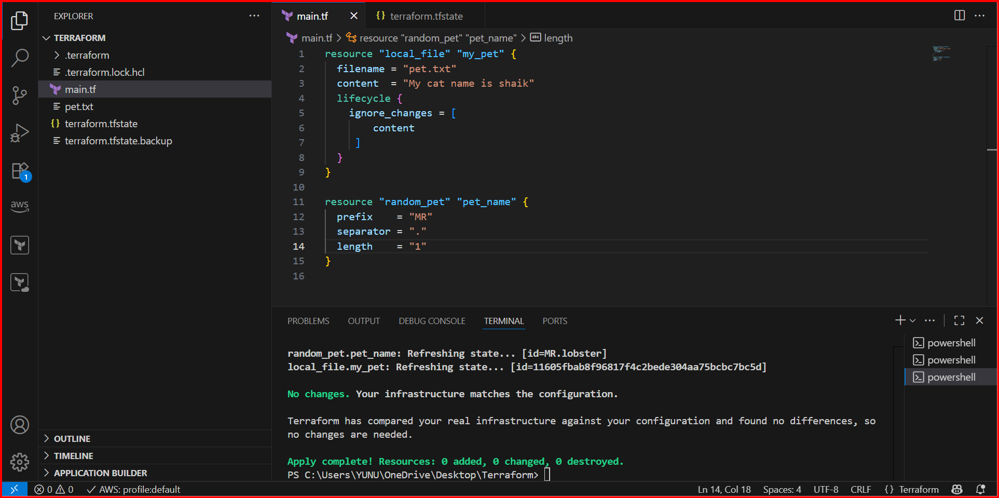 EXPLORER
TERRAFORM
.terraform
.terraform.lock.hcl
main.tf
pet.txt
terraform.tfstate
terraform.tfstate.backup
1
aws
OUTLINE
TIMELINE
APPLICATION BUILDER
main.tf
terraform.tfstate
main.tf > resource "random_pet" "pet_name" > abc length
1 resource "local_file" "my_pet" {
2 filename = "pet.txt"
3 content = "My cat name is shaik"
4 lifecycle {
5 ignore_changes = [
6 content
7 ]
8 }
9 }
10
11 resource "random_pet" "pet_name" {
12 prefix = "MR"
13 separator = "."
14 length = "1"
15 }
16
PROBLEMS OUTPUT DEBUG CONSOLE TERMINAL PORTS
random_pet.pet_name: Refreshing state... [id=MR.lobster]
local_file.my_pet: Refreshing state... [id=11605fbab8f96817f4c2bede304aa75bcbc7bc5d]
No changes. Your infrastructure matches the configuration.
Terraform has compared your real infrastructure against your configuration and found no differences, so
no changes are needed.
Apply complete! Resources: 0 added, 0 changed, 0 destroyed.
PS C:\Users\YUNU\OneDrive\Desktop\Terraform>
powershell
powershell
powershell
0 0 AWS: profile:default
Ln 14, Col 18 Spaces: 4 UTF-8 CRLF {} Terraform